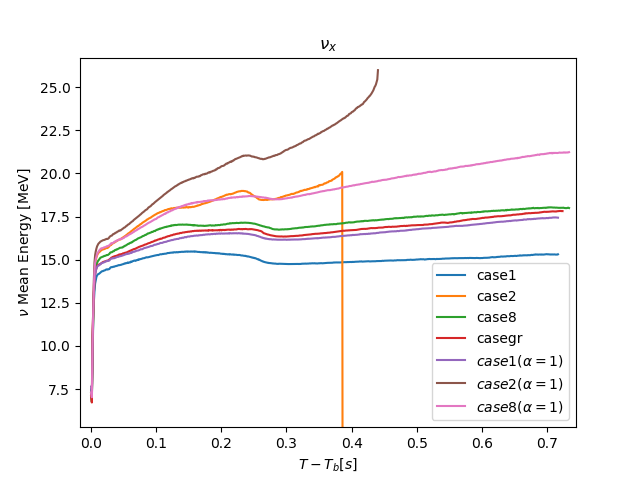 νₓ
ν Mean Energy [MeV]
25.0
22.5
20.0
17.5
15.0
12.5
10.0
7.5
0.0 0.1 0.2 0.3 0.4 0.5 0.6 0.7
T − T_b[s]
case1
case2
case8
casegr
case1(α = 1)
case2(α = 1)
case8(α = 1)